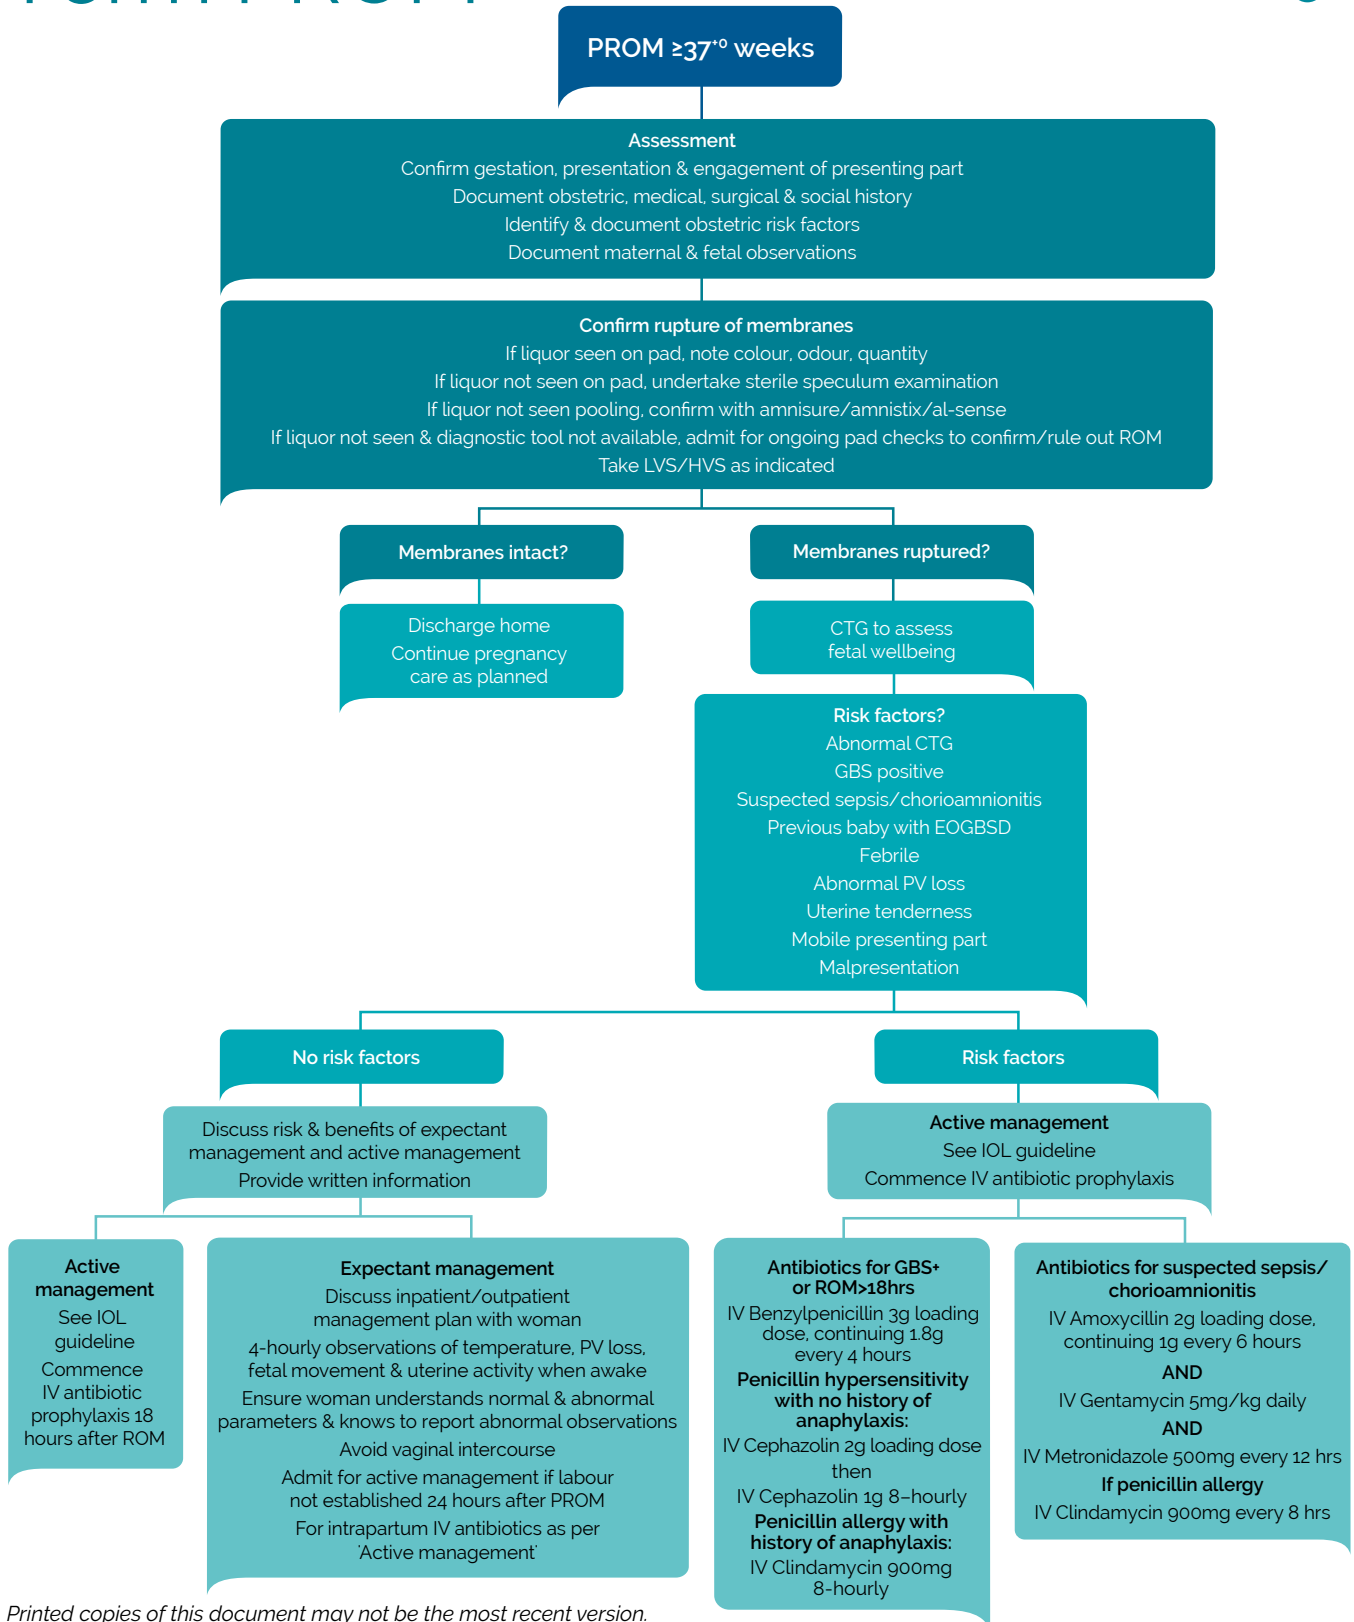 PROM ≥37⁺⁰ weeks
Assessment
Confirm gestation, presentation & engagement of presenting part
Document obstetric, medical, surgical & social history
Identify & document obstetric risk factors
Document maternal & fetal observations
Confirm rupture of membranes
If liquor seen on pad, note colour, odour, quantity
If liquor not seen on pad, undertake sterile speculum examination
If liquor not seen pooling, confirm with amnisure/amnistix/al-sense
If liquor not seen & diagnostic tool not available, admit for ongoing pad checks to confirm/rule out ROM
Take LVS/HVS as indicated
Membranes intact?
Discharge home
Continue pregnancy
care as planned
Membranes ruptured?
CTG to assess
fetal wellbeing
Risk factors?
Abnormal CTG
GBS positive
Suspected sepsis/chorioamnionitis
Previous baby with EOGBSD
Febrile
Abnormal PV loss
Uterine tenderness
Mobile presenting part
Malpresentation
No risk factors
Discuss risk & benefits of expectant
management and active management
Provide written information
Active
management
See IOL
guideline
Commence
IV antibiotic
prophylaxis 18
hours after ROM
Expectant management
Discuss inpatient/outpatient
management plan with woman
4-hourly observations of temperature, PV loss,
fetal movement & uterine activity when awake
Ensure woman understands normal & abnormal
parameters & knows to report abnormal observations
Avoid vaginal intercourse
Admit for active management if labour
not established 24 hours after PROM
For intrapartum IV antibiotics as per
'Active management'
Risk factors
Active management
See IOL guideline
Commence IV antibiotic prophylaxis
Antibiotics for GBS+
or ROM>18hrs
IV Benzylpenicillin 3g loading
dose, continuing 1.8g
every 4 hours
Penicillin hypersensitivity
with no history of
anaphylaxis:
IV Cephazolin 2g loading dose
then
IV Cephazolin 1g 8–hourly
Penicillin allergy with
history of anaphylaxis:
IV Clindamycin 900mg
8-hourly
Antibiotics for suspected sepsis/
chorioamnionitis
IV Amoxycillin 2g loading dose,
continuing 1g every 6 hours
AND
IV Gentamycin 5mg/kg daily
AND
IV Metronidazole 500mg every 12 hrs
If penicillin allergy
IV Clindamycin 900mg every 8 hrs
Printed copies of this document may not be the most recent version.